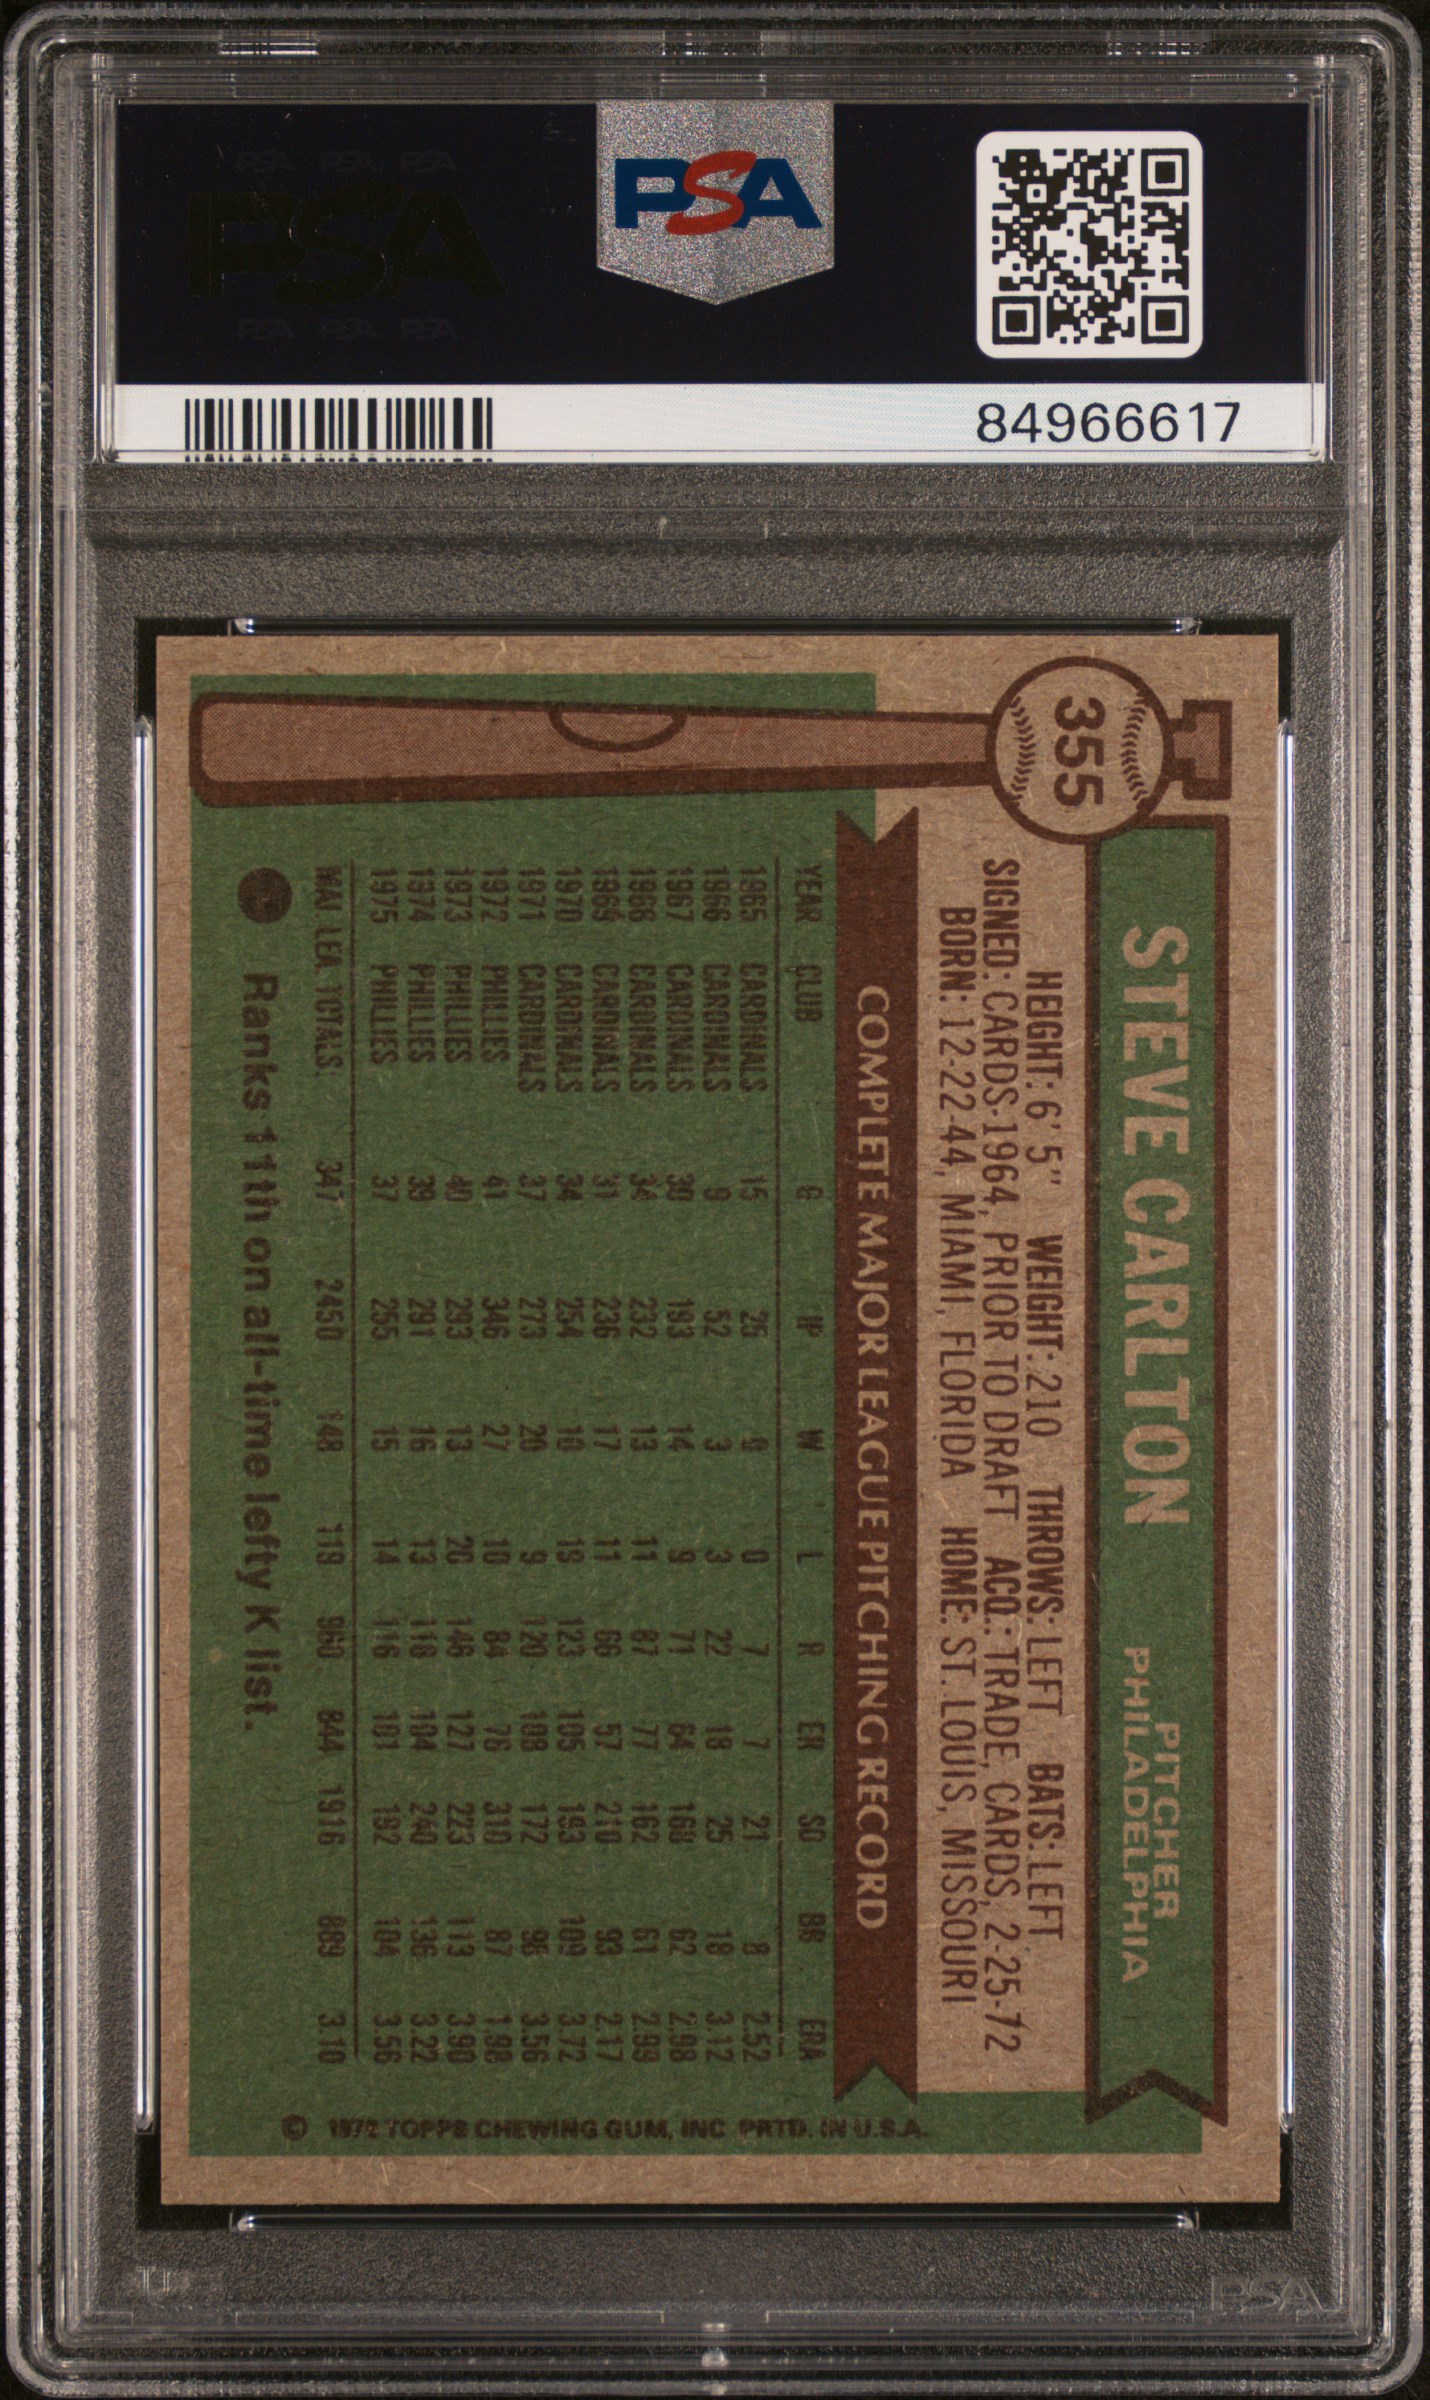 PSA PSA PSA
PSA
PSA PSA PSA
PSA
84966617
355
STEVE CARLTON
PITCHER
PHILADELPHIA
HEIGHT: 6' 5" WEIGHT: 210 THROWS: LEFT BATS: LEFT
SIGNED: CARDS-1964, PRIOR TO DRAFT ACQ.: TRADE, CARDS, 2-25-72
BORN: 12-22-44, MIAMI, FLORIDA HOME: ST. LOUIS, MISSOURI
COMPLETE MAJOR LEAGUE PITCHING RECORD
YEAR CLUB G IP W L R ER SO BB ERA
1965 CARDINALS 15 25 0 0 7 7 21 8 2.52
1966 CARDINALS 9 52 3 3 22 18 25 18 3.12
1967 CARDINALS 30 193 14 9 71 64 168 62 2.98
1968 CARDINALS 34 232 13 11 87 77 162 61 2.99
1969 CARDINALS 31 236 17 11 66 57 210 93 2.17
1970 CARDINALS 34 254 10 19 123 105 193 109 3.72
1971 CARDINALS 37 273 20 9 120 108 172 98 3.56
1972 PHILLIES 41 346 27 10 84 76 310 87 1.98
1973 PHILLIES 40 293 13 20 146 127 223 113 3.90
1974 PHILLIES 39 291 16 13 118 104 240 136 3.22
1975 PHILLIES 37 255 15 14 116 101 192 104 3.56
MAJ. LEA. TOTALS: 347 2450 148 119 960 844 1916 889 3.10
Ranks 11th on all-time lefty K list.
© 1976 TOPPS CHEWING GUM, INC PRTD. IN U.S.A.
PSA